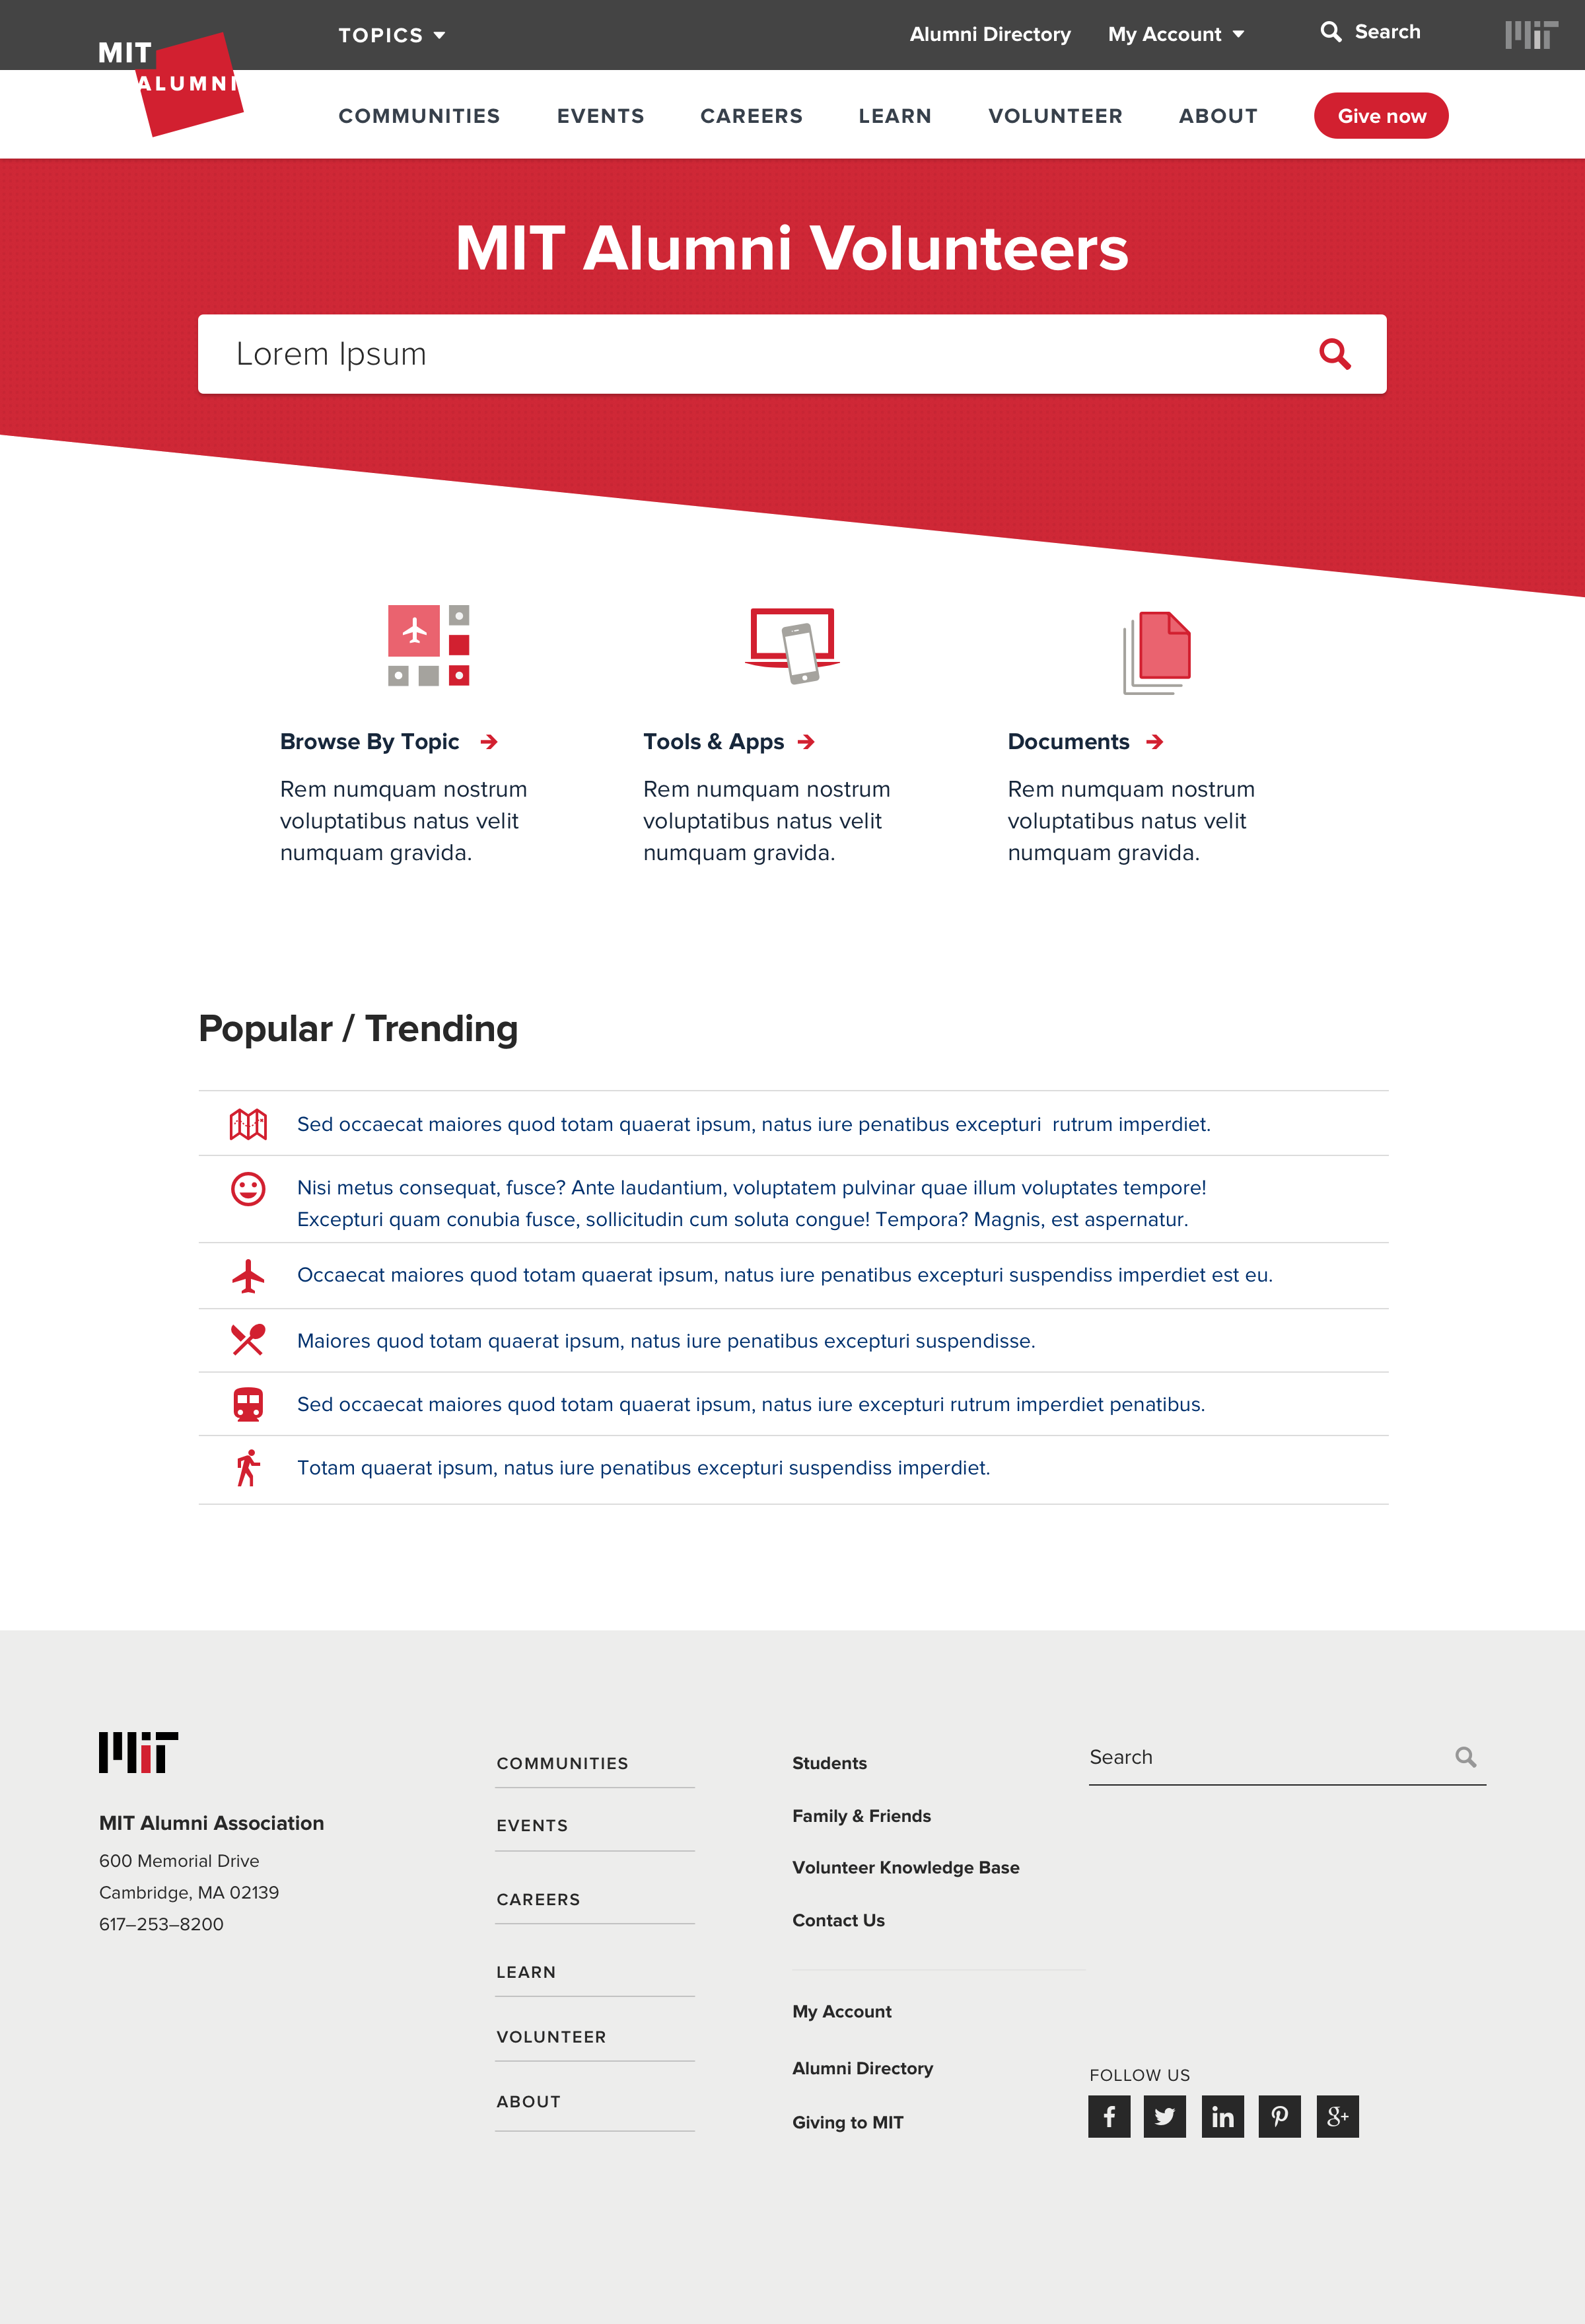 MIT
ALUMNI
TOPICS
Alumni Directory
My Account
Search
MIT
COMMUNITIES
EVENTS
CAREERS
LEARN
VOLUNTEER
ABOUT
Give now
MIT Alumni Volunteers
Lorem Ipsum
Browse By Topic
Rem numquam nostrum
voluptatibus natus velit
numquam gravida.
Tools & Apps
Rem numquam nostrum
voluptatibus natus velit
numquam gravida.
Documents
Rem numquam nostrum
voluptatibus natus velit
numquam gravida.
Popular / Trending
Sed occaecat maiores quod totam quaerat ipsum, natus iure penatibus excepturi  rutrum imperdiet.
Nisi metus consequat, fusce? Ante laudantium, voluptatem pulvinar quae illum voluptates tempore!
Excepturi quam conubia fusce, sollicitudin cum soluta congue! Tempora? Magnis, est aspernatur.
Occaecat maiores quod totam quaerat ipsum, natus iure penatibus excepturi suspendiss imperdiet est eu.
Maiores quod totam quaerat ipsum, natus iure penatibus excepturi suspendisse.
Sed occaecat maiores quod totam quaerat ipsum, natus iure excepturi rutrum imperdiet penatibus.
Totam quaerat ipsum, natus iure penatibus excepturi suspendiss imperdiet.
MIT
MIT Alumni Association
600 Memorial Drive
Cambridge, MA 02139
617–253–8200
COMMUNITIES
EVENTS
CAREERS
LEARN
VOLUNTEER
ABOUT
Students
Family & Friends
Volunteer Knowledge Base
Contact Us
My Account
Alumni Directory
Giving to MIT
Search
FOLLOW US
f
in
g+